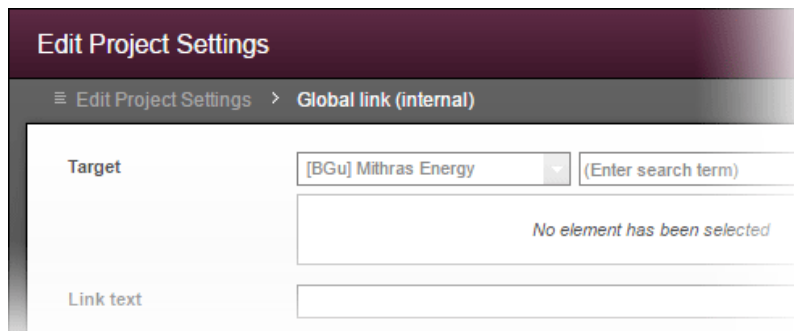 Edit Project Settings
Edit Project Settings > Global link (internal)
Target [BGu] Mithras Energy (Enter search term)
No element has been selected
Link text